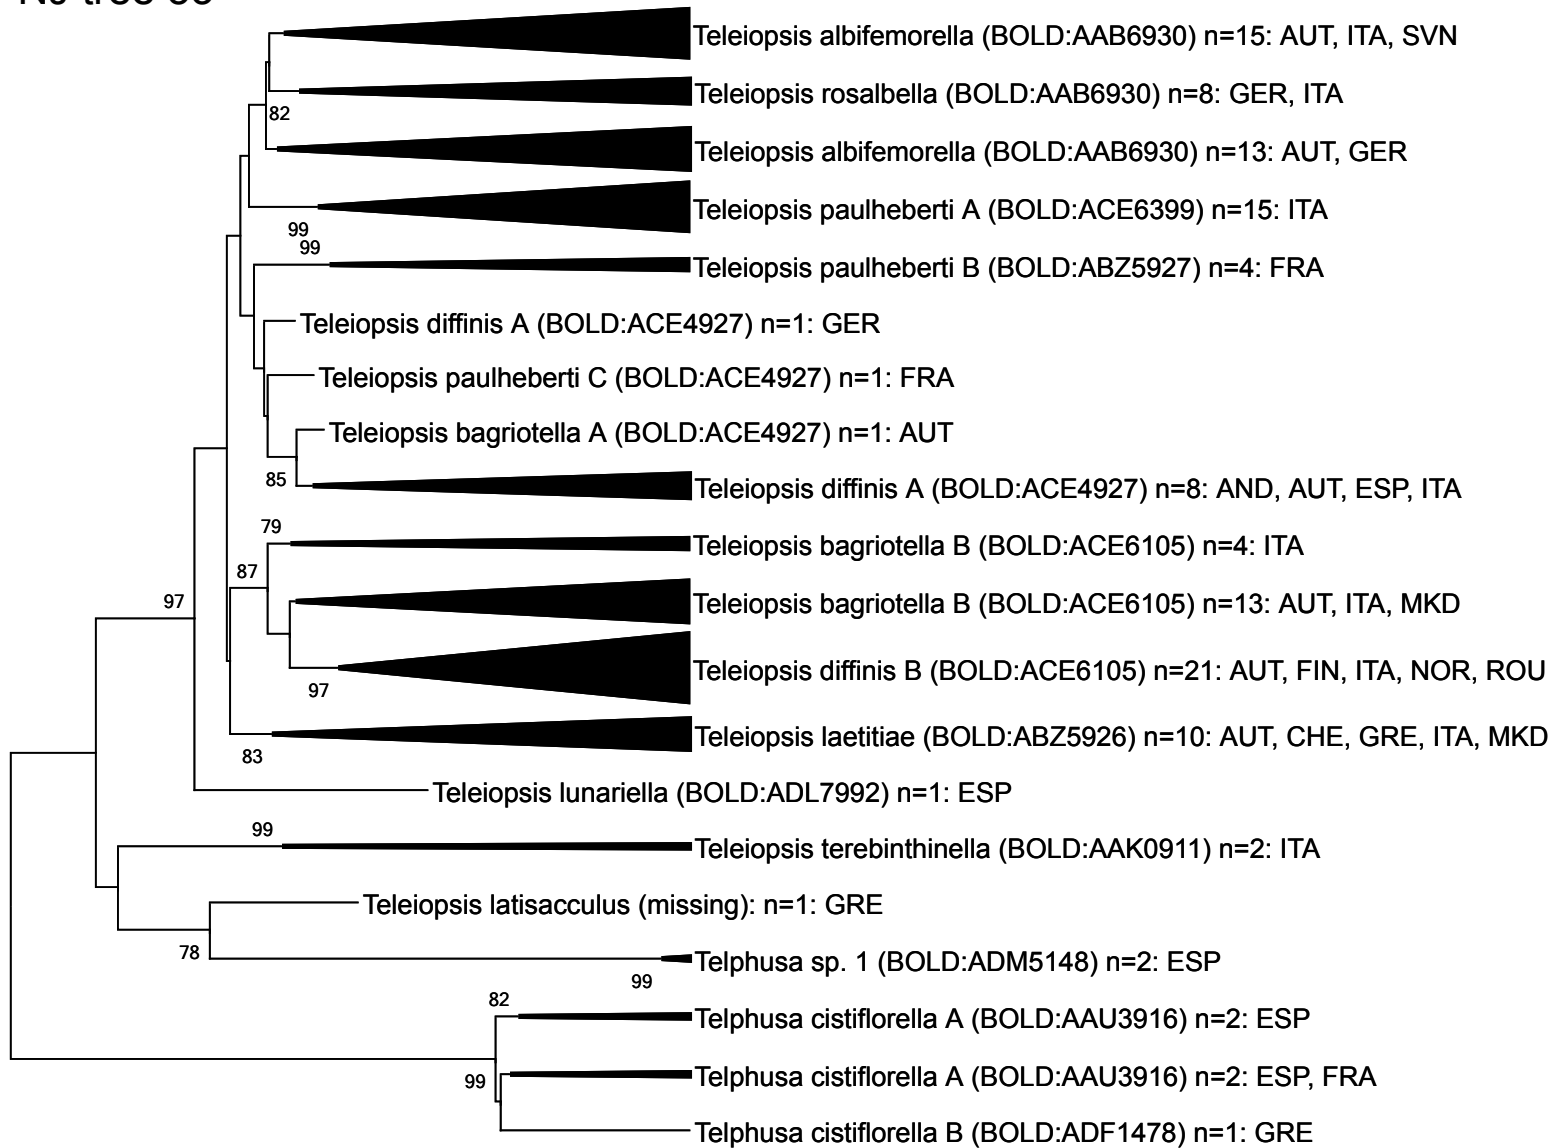 Teleiopsis albifemorella (BOLD:AAB6930) n=15: AUT, ITA, SVN
Teleiopsis rosalbella (BOLD:AAB6930) n=8: GER, ITA
82
Teleiopsis albifemorella (BOLD:AAB6930) n=13: AUT, GER
Teleiopsis paulheberti A (BOLD:ACE6399) n=15: ITA
99
99
Teleiopsis paulheberti B (BOLD:ABZ5927) n=4: FRA
Teleiopsis diffinis A (BOLD:ACE4927) n=1: GER
Teleiopsis paulheberti C (BOLD:ACE4927) n=1: FRA
Teleiopsis bagriotella A (BOLD:ACE4927) n=1: AUT
85
Teleiopsis diffinis A (BOLD:ACE4927) n=8: AND, AUT, ESP, ITA
79
Teleiopsis bagriotella B (BOLD:ACE6105) n=4: ITA
87
97
Teleiopsis bagriotella B (BOLD:ACE6105) n=13: AUT, ITA, MKD
Teleiopsis diffinis B (BOLD:ACE6105) n=21: AUT, FIN, ITA, NOR, ROU
97
Teleiopsis laetitiae (BOLD:ABZ5926) n=10: AUT, CHE, GRE, ITA, MKD
83
Teleiopsis lunariella (BOLD:ADL7992) n=1: ESP
99
Teleiopsis terebinthinella (BOLD:AAK0911) n=2: ITA
Teleiopsis latisacculus (missing): n=1: GRE
78
Telphusa sp. 1 (BOLD:ADM5148) n=2: ESP
99
82
Telphusa cistiflorella A (BOLD:AAU3916) n=2: ESP
99
Telphusa cistiflorella A (BOLD:AAU3916) n=2: ESP, FRA
Telphusa cistiflorella B (BOLD:ADF1478) n=1: GRE